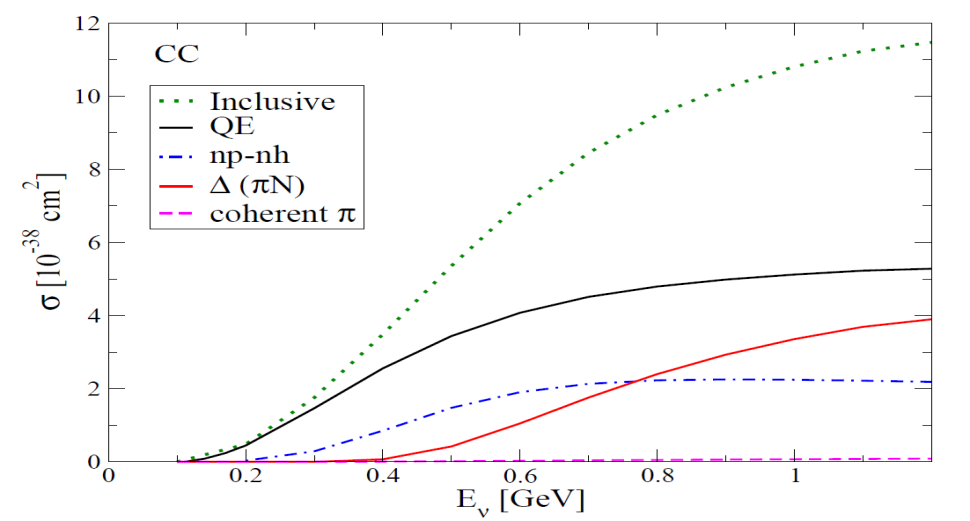 12
10
8
6
4
2
0
σ [10⁻³⁸ cm²]
CC
Inclusive
QE
np-nh
Δ (πN)
coherent π
0 0.2 0.4 0.6 0.8 1
Eᵥ [GeV]